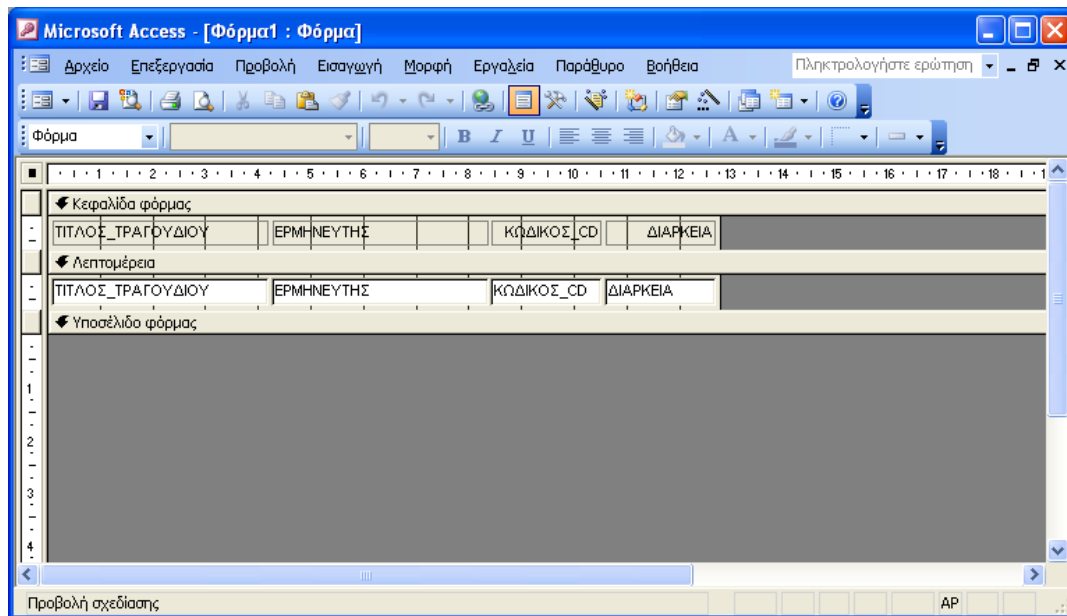 Microsoft Access - [Φόρμα1 : Φόρμα]
Αρχείο Επεξεργασία Προβολή Εισαγωγή Μορφή Εργαλεία Παράθυρο Βοήθεια Πληκτρολογήστε ερώτηση
Φόρμα B I U A
1 2 3 4 5 6 7 8 9 10 11 12 13 14 15 16 17 18 1
Κεφαλίδα φόρμας
ΤΙΤΛΟΣ_ΤΡΑΓΟΥΔΙΟΥ ΕΡΜΗΝΕΥΤΗΣ ΚΩΔΙΚΟΣ_CD ΔΙΑΡΚΕΙΑ
Λεπτομέρεια
ΤΙΤΛΟΣ_ΤΡΑΓΟΥΔΙΟΥ ΕΡΜΗΝΕΥΤΗΣ ΚΩΔΙΚΟΣ_CD ΔΙΑΡΚΕΙΑ
Υποσέλιδο φόρμας
1
2
3
4
Προβολή σχεδίασης ΑΡ